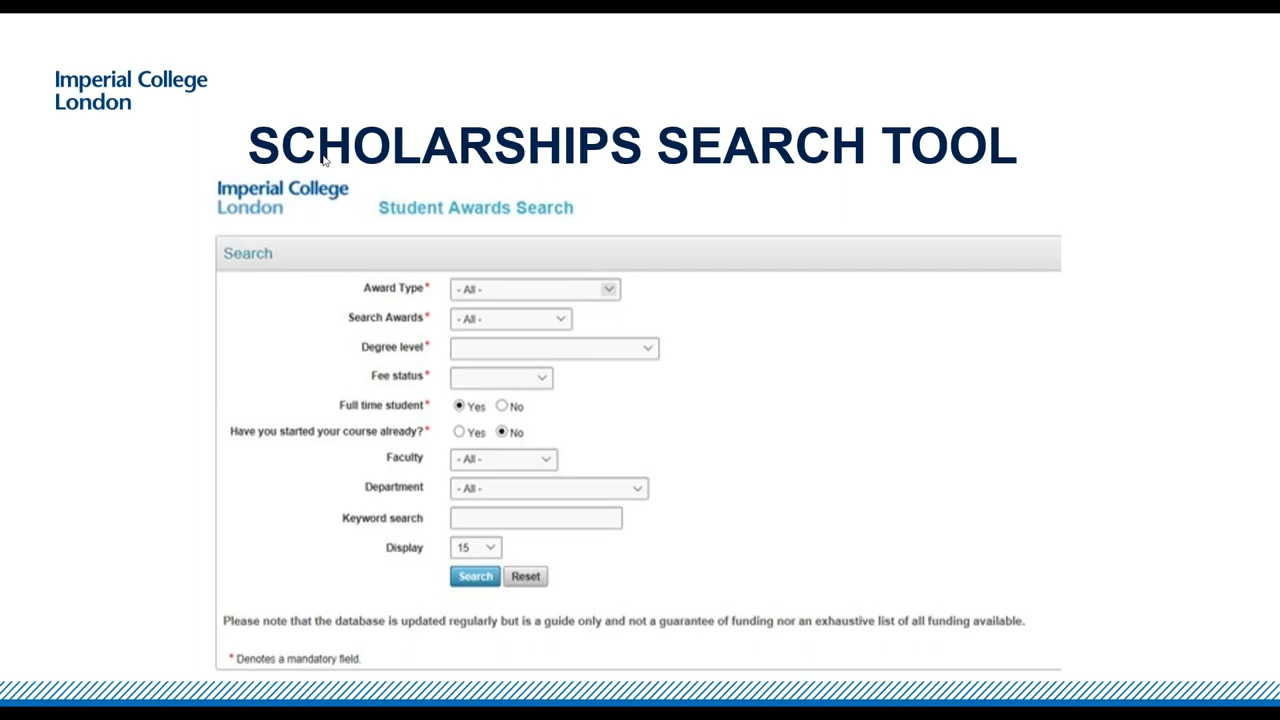 Imperial College
London
SCHOLARSHIPS SEARCH TOOL
Imperial College
London
Student Awards Search
Search
Award Type* - All -
Search Awards* - All -
Degree level*
Fee status*
Full time student* Yes No
Have you started your course already?* Yes No
Faculty - All -
Department - All -
Keyword search
Display 15
Search Reset
Please note that the database is updated regularly but is a guide only and not a guarantee of funding nor an exhaustive list of all funding available.
* Denotes a mandatory field.